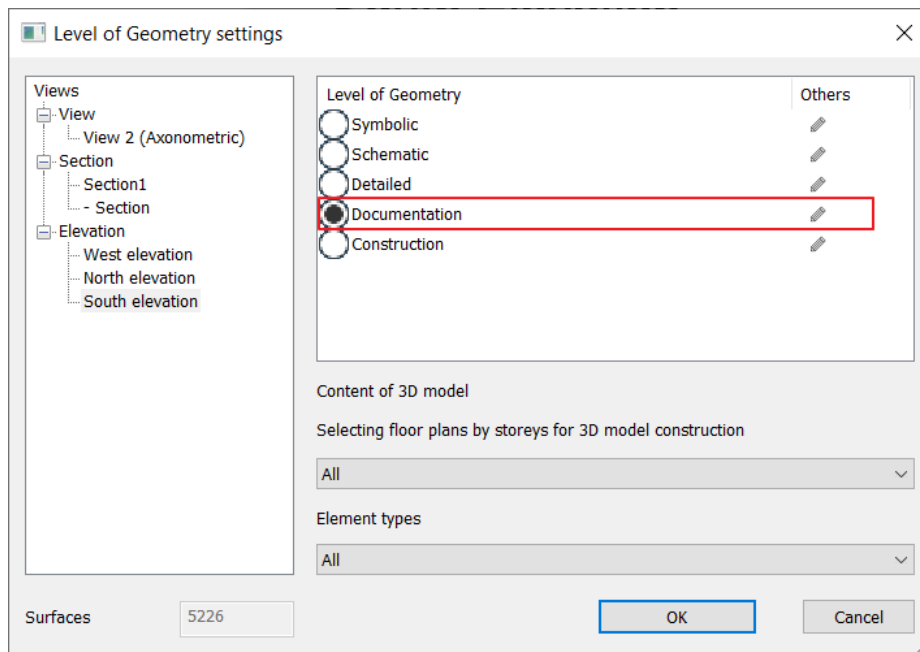 Level of Geometry settings
Views
View
View 2 (Axonometric)
Section
Section1
- Section
Elevation
West elevation
North elevation
South elevation
Level of Geometry Others
Symbolic
Schematic
Detailed
Documentation
Construction
Content of 3D model
Selecting floor plans by storeys for 3D model construction
All
Element types
All
Surfaces 5226
OK Cancel